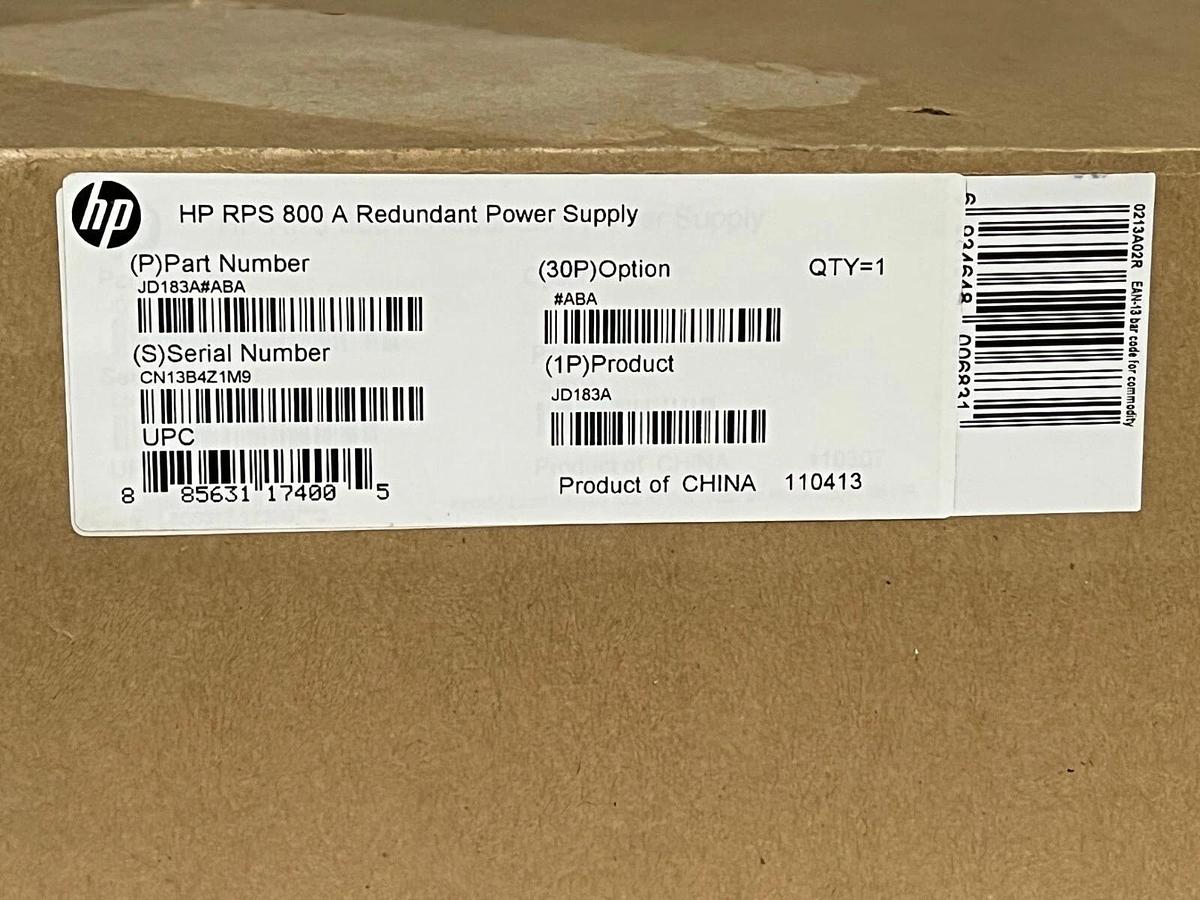 hp
HP RPS 800 A Redundant Power Supply
(P)Part Number
JD183A#ABA
(S)Serial Number
CN13B4Z1M9
UPC
8 85631 17400 5
(30P)Option
#ABA
QTY=1
(1P)Product
JD183A
Product of CHINA 110413
0213A02R EAN-13 bar code for commodity